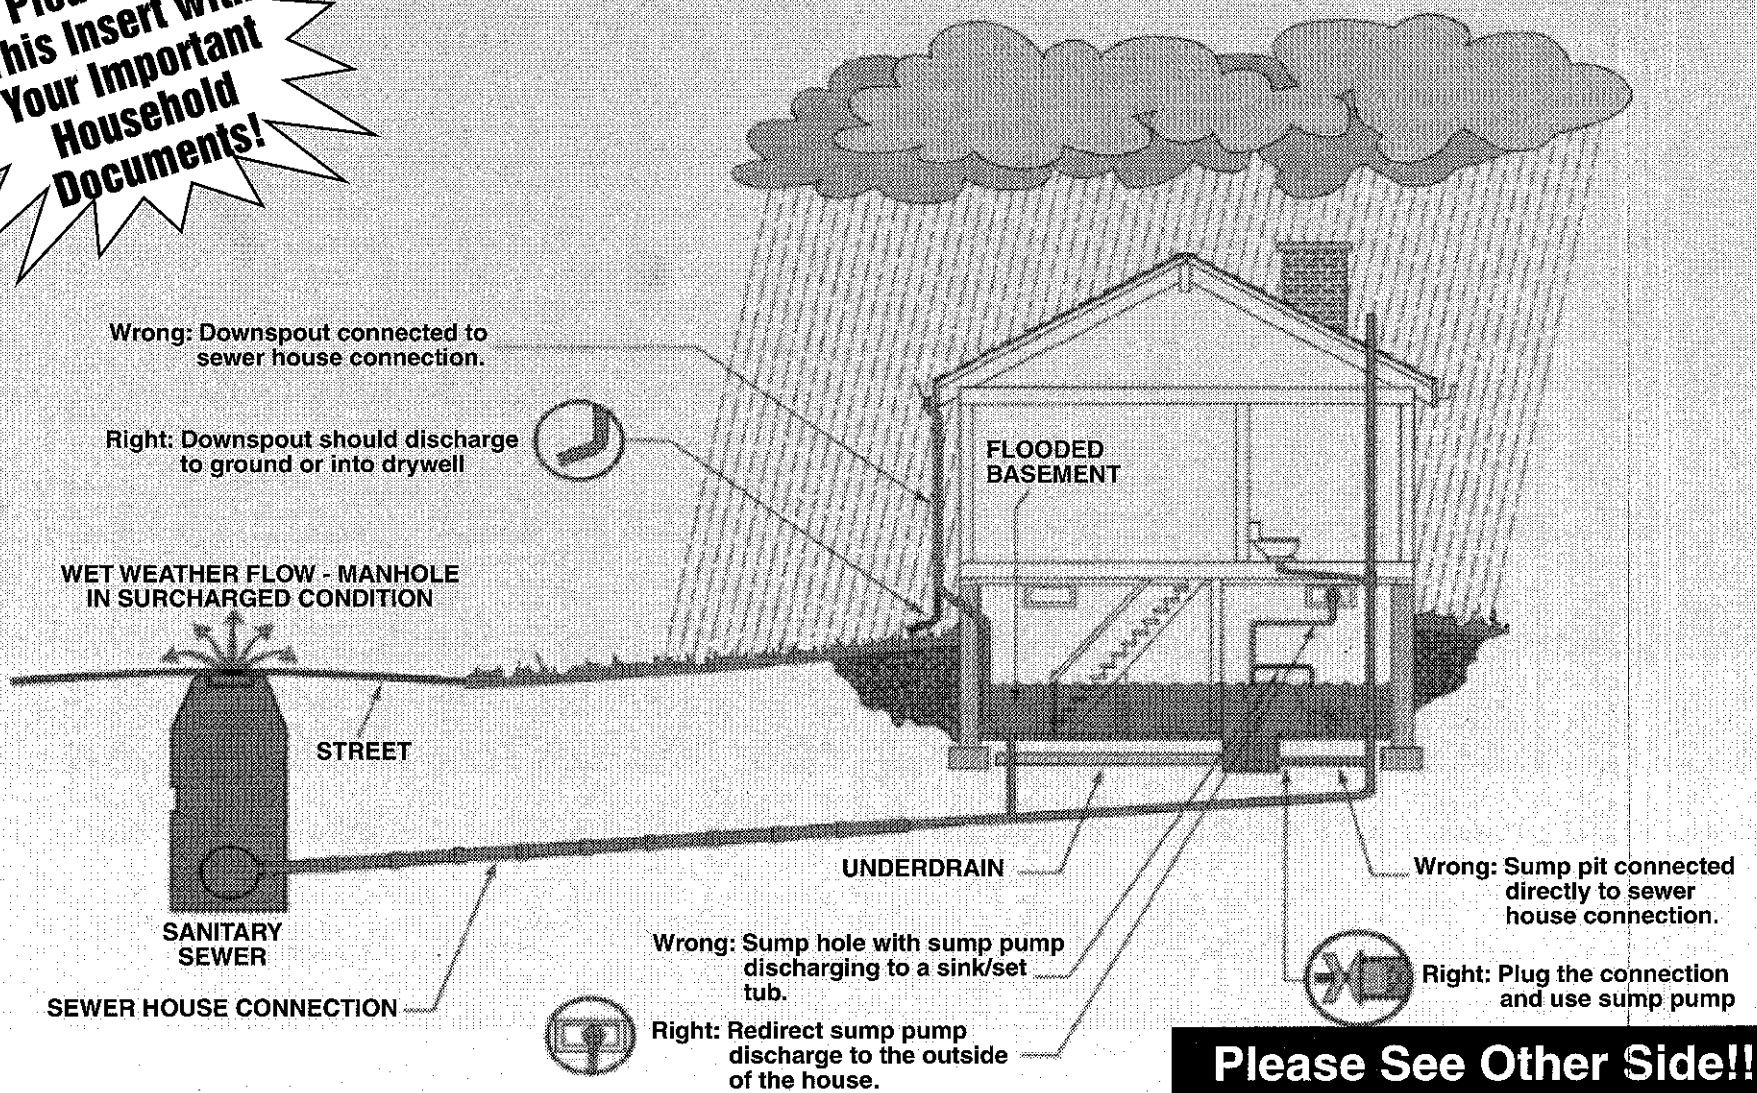 This Insert With
Your Important
Household
Documents!
Wrong: Downspout connected to
sewer house connection.
Right: Downspout should discharge
to ground or into drywell
FLOODED
BASEMENT
WET WEATHER FLOW - MANHOLE
IN SURCHARGED CONDITION
STREET
UNDERDRAIN
Wrong: Sump pit connected
directly to sewer
house connection.
SANITARY
SEWER
Wrong: Sump hole with sump pump
discharging to a sink/set
tub.
Right: Plug the connection
and use sump pump
SEWER HOUSE CONNECTION
Right: Redirect sump pump
discharge to the outside
of the house.
Please See Other Side!!